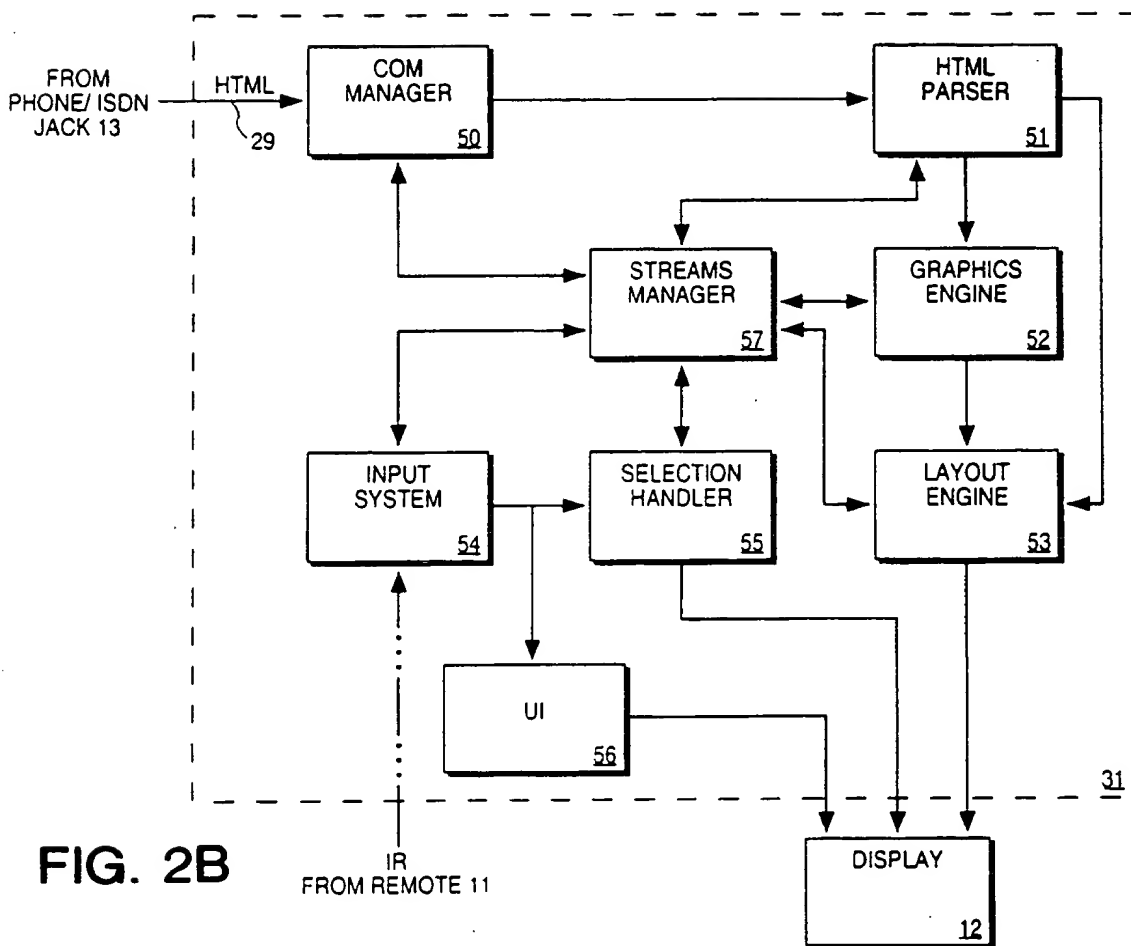 FROM
PHONE/ ISDN
JACK 13
HTML
29
COM
MANAGER
50
HTML
PARSER
51
STREAMS
MANAGER
57
GRAPHICS
ENGINE
52
INPUT
SYSTEM
54
SELECTION
HANDLER
55
LAYOUT
ENGINE
53
UI
56
31
DISPLAY
12
IR
FROM REMOTE 11
FIG. 2B